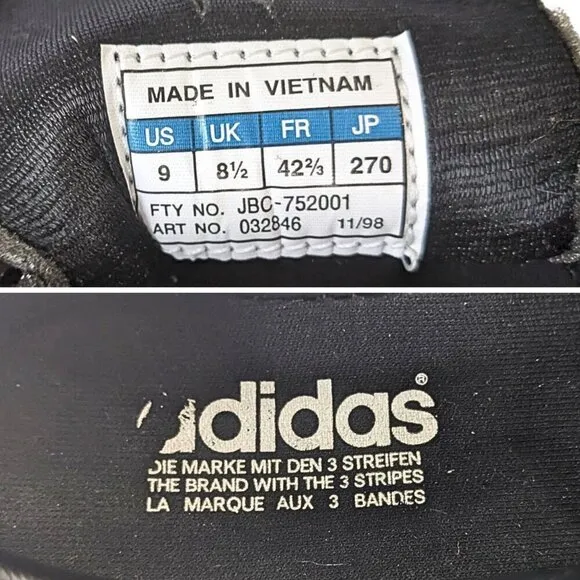 MADE IN VIETNAM
US UK FR JP
9 8½ 42⅔ 270
FTY NO. JBC-752001
ART NO. 032846 11/98
adidas®
DIE MARKE MIT DEN 3 STREIFEN
THE BRAND WITH THE 3 STRIPES
LA MARQUE AUX 3 BANDES